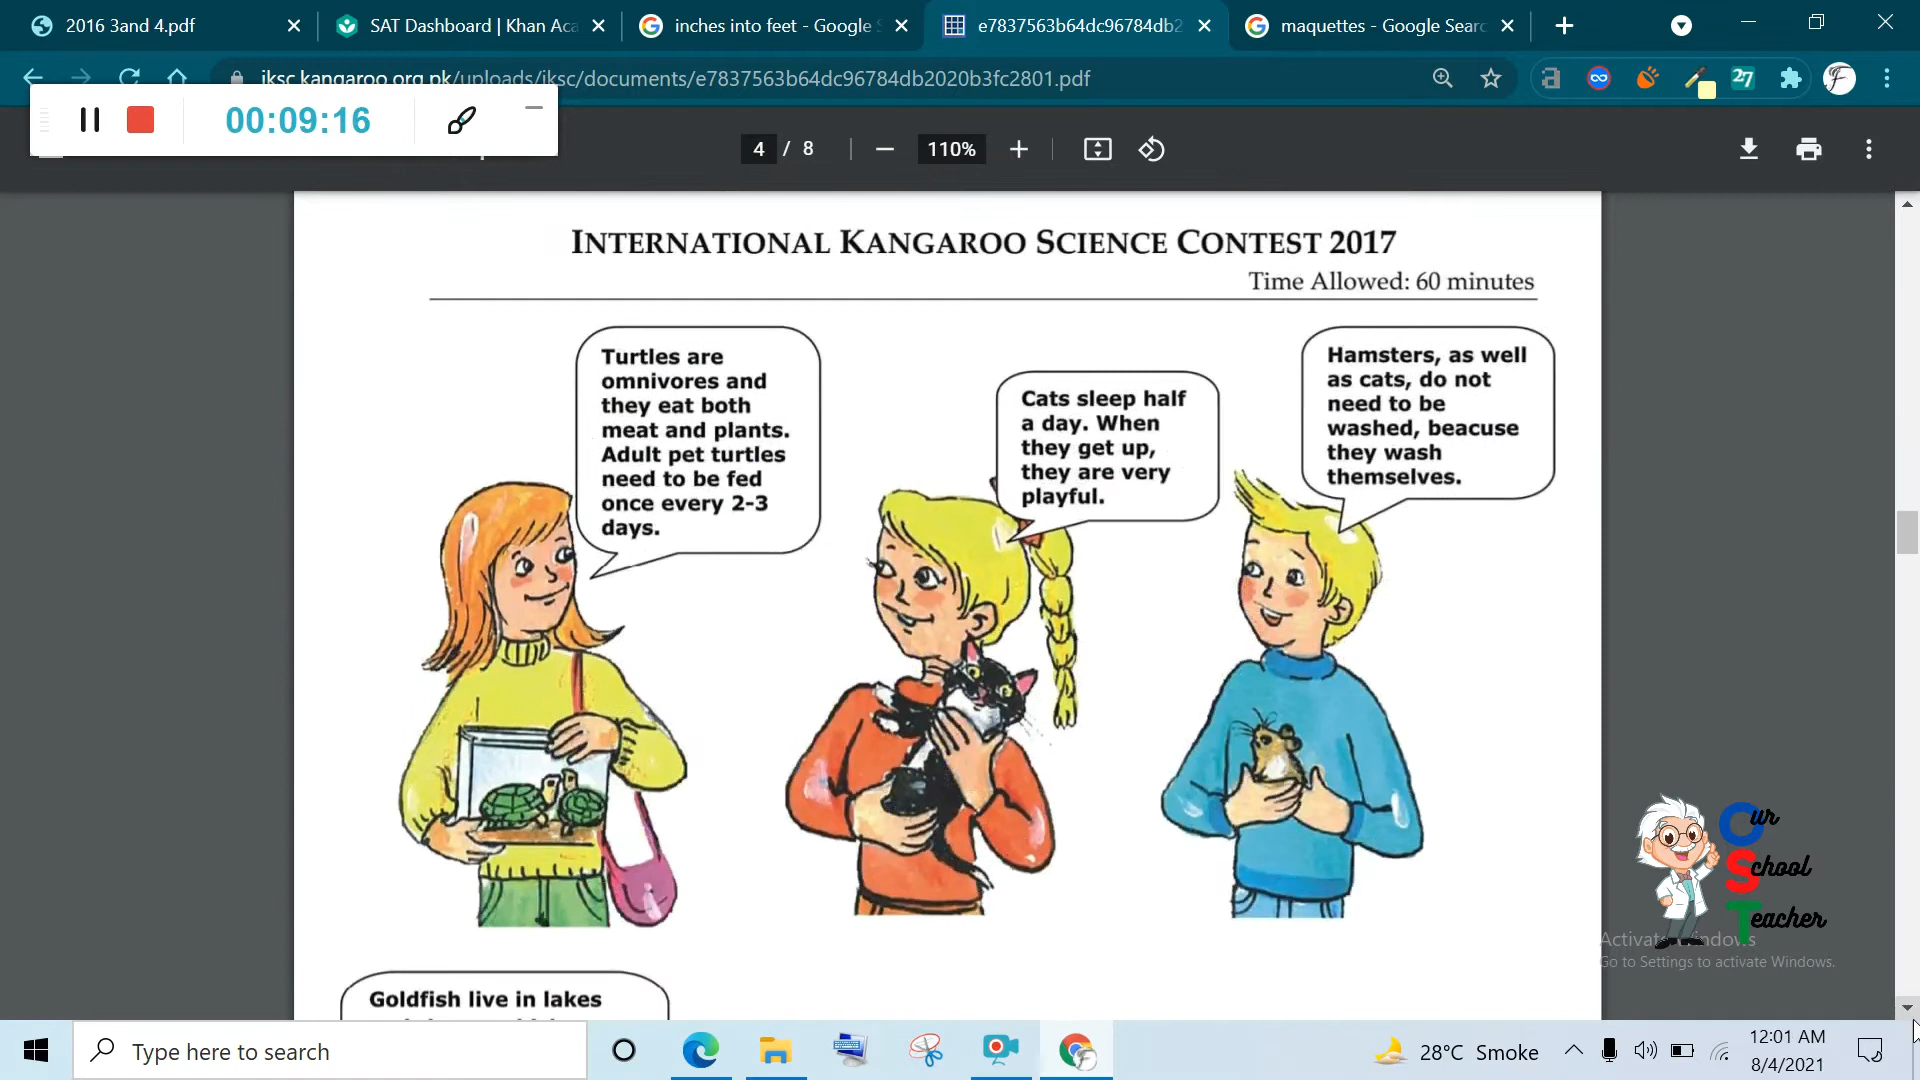 2016 3and 4.pdf
SAT Dashboard | Khan Aca
inches into feet - Google S
e7837563b64dc96784db2
maquettes - Google Searc
iksc.kangaroo.org.pk/uploads/iksc/documents/e7837563b64dc96784db2020b3fc2801.pdf
27
00:09:16
4 / 8
110%
INTERNATIONAL KANGAROO SCIENCE CONTEST 2017
Time Allowed: 60 minutes
Turtles are
omnivores and
they eat both
meat and plants.
Adult pet turtles
need to be fed
once every 2-3
days.
Cats sleep half
a day. When
they get up,
they are very
playful.
Hamsters, as well
as cats, do not
need to be
washed, beacuse
they wash
themselves.
Goldfish live in lakes
Our
School
Teacher
Activate Windows
Go to Settings to activate Windows.
Type here to search
28°C Smoke
12:01 AM
8/4/2021